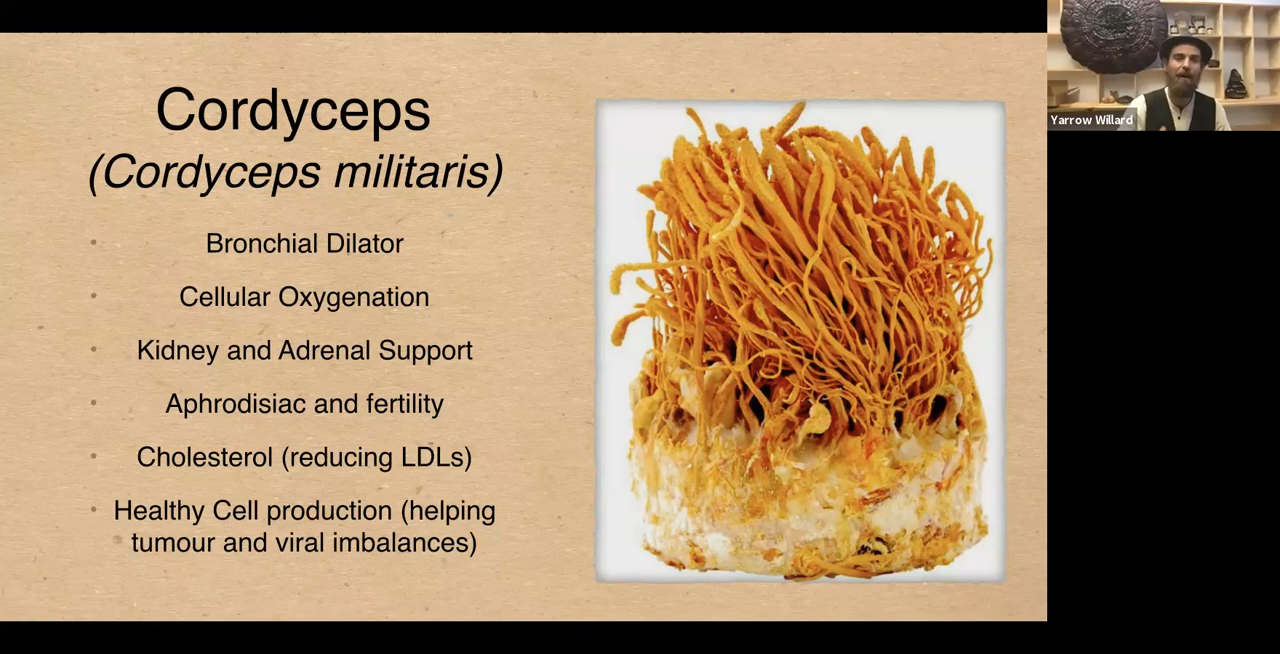 Cordyceps
(Cordyceps militaris)
• Bronchial Dilator
• Cellular Oxygenation
• Kidney and Adrenal Support
• Aphrodisiac and fertility
• Cholesterol (reducing LDLs)
• Healthy Cell production (helping
tumour and viral imbalances)
Yarrow Willard